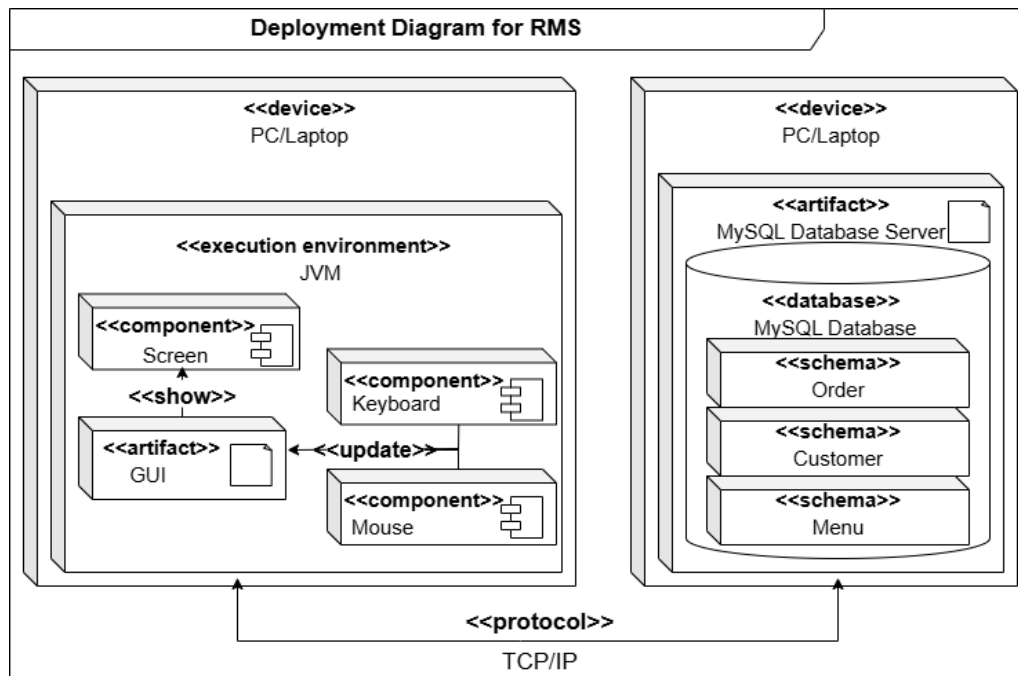 Deployment Diagram for RMS
<<device>>
PC/Laptop
<<execution environment>>
JVM
<<component>>
Screen
<<show>>
<<artifact>>
GUI
<<component>>
Keyboard
<<update>>
<<component>>
Mouse
<<device>>
PC/Laptop
<<artifact>>
MySQL Database Server
<<database>>
MySQL Database
<<schema>>
Order
<<schema>>
Customer
<<schema>>
Menu
<<protocol>>
TCP/IP